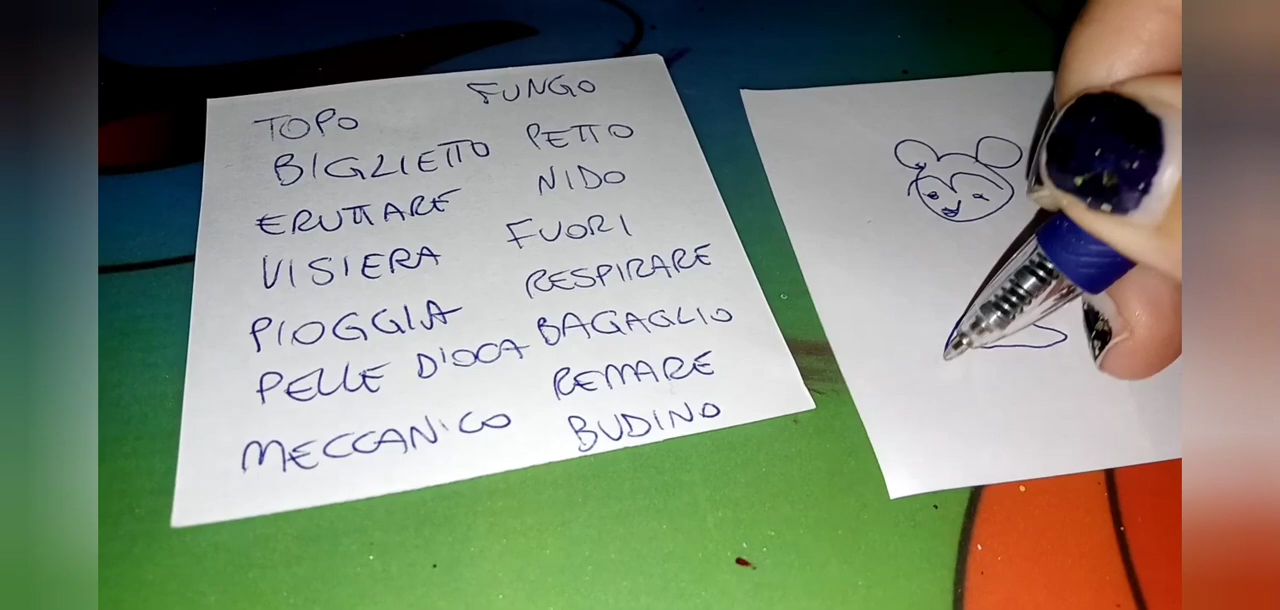 TOPO
BIGLIETTO
ERUTTARE
VISIERA
PIOGGIA
PELLE D'OCA
MECCANICO
FUNGO
PETTO
NIDO
FUORI
RESPIRARE
BAGAGLIO
REMARE
BUDINO